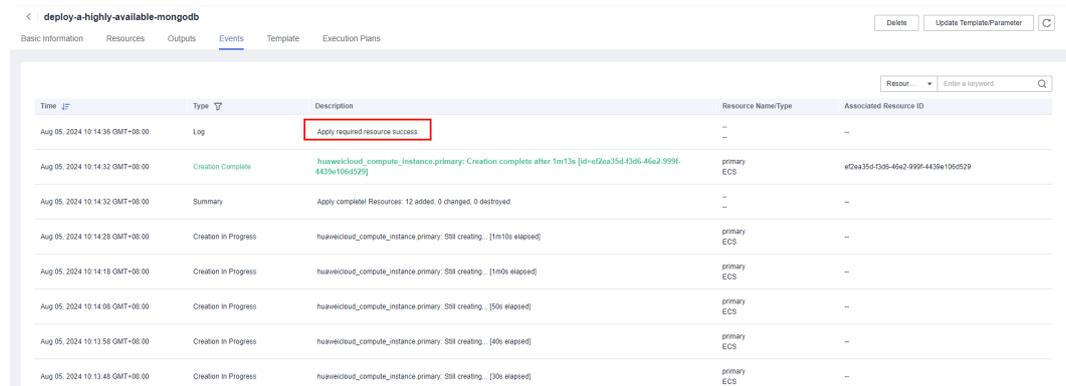 deploy-a-highly-available-mongodb
Delete
Update Template/Parameter
Basic Information Resources Outputs Events Template Execution Plans
Resour... Enter a keyword.
Time Type Description Resource Name/Type Associated Resource ID
Aug 05, 2024 10:14:36 GMT+08:00 Log Apply required resource success. -- --
--
Aug 05, 2024 10:14:32 GMT+08:00 Creation Complete huaweicloud_compute_instance.primary: Creation complete after 1m13s [id=ef2ea35d-f3d6-46e2-999f- primary ef2ea35d-f3d6-46e2-999f-4439e106d529
4439e106d529] ECS
Aug 05, 2024 10:14:32 GMT+08:00 Summary Apply complete! Resources: 12 added, 0 changed, 0 destroyed. -- --
--
Aug 05, 2024 10:14:28 GMT+08:00 Creation In Progress huaweicloud_compute_instance.primary: Still creating... [1m10s elapsed] primary --
ECS
Aug 05, 2024 10:14:18 GMT+08:00 Creation In Progress huaweicloud_compute_instance.primary: Still creating... [1m0s elapsed] primary --
ECS
Aug 05, 2024 10:14:08 GMT+08:00 Creation In Progress huaweicloud_compute_instance.primary: Still creating... [50s elapsed] primary --
ECS
Aug 05, 2024 10:13:58 GMT+08:00 Creation In Progress huaweicloud_compute_instance.primary: Still creating... [40s elapsed] primary --
ECS
Aug 05, 2024 10:13:48 GMT+08:00 Creation In Progress huaweicloud_compute_instance.primary: Still creating... [30s elapsed] primary --
ECS